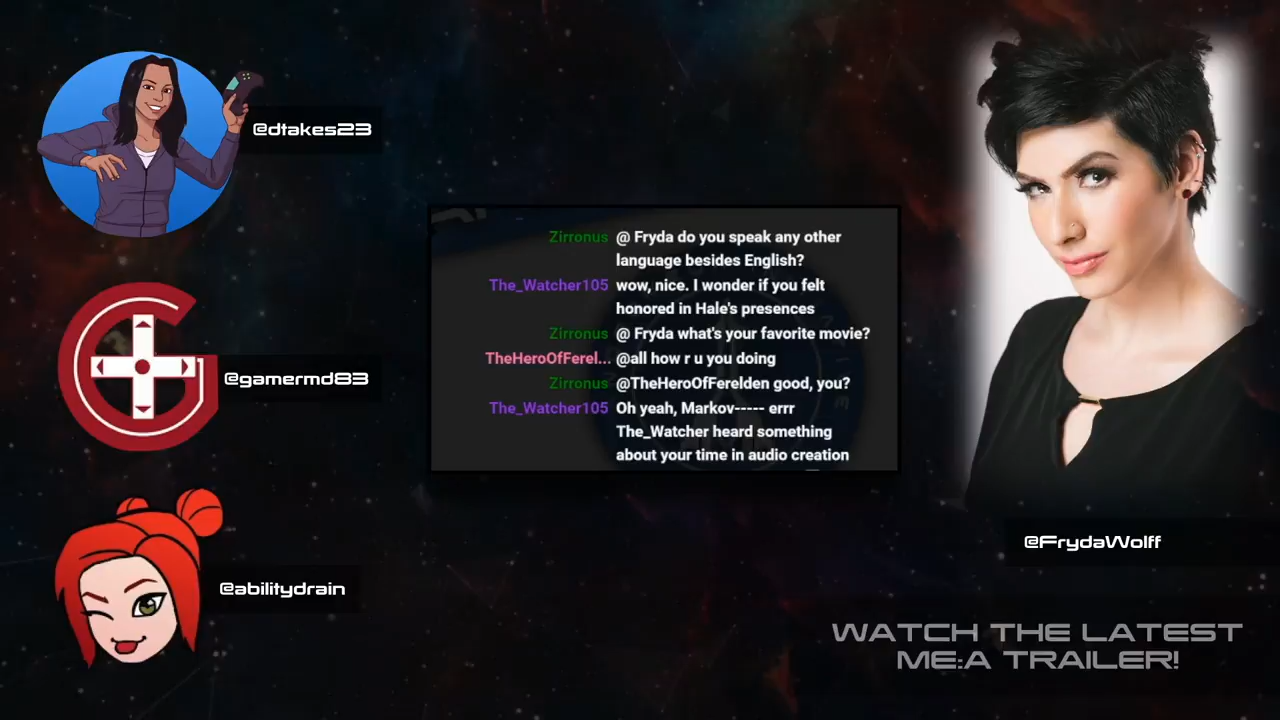 @dtakes23
@gamermd83
@abilitydrain
Zirronus @ Fryda do you speak any other
language besides English?
The_Watcher105 wow, nice. I wonder if you felt
honored in Hale's presences
Zirronus @ Fryda what's your favorite movie?
TheHeroOfFerel... @all how r u you doing
Zirronus @TheHeroOfFerelden good, you?
The_Watcher105 Oh yeah, Markov----- errr
The_Watcher heard something
about your time in audio creation
@FrydaWolff
WATCH THE LATEST
ME:A TRAILER!